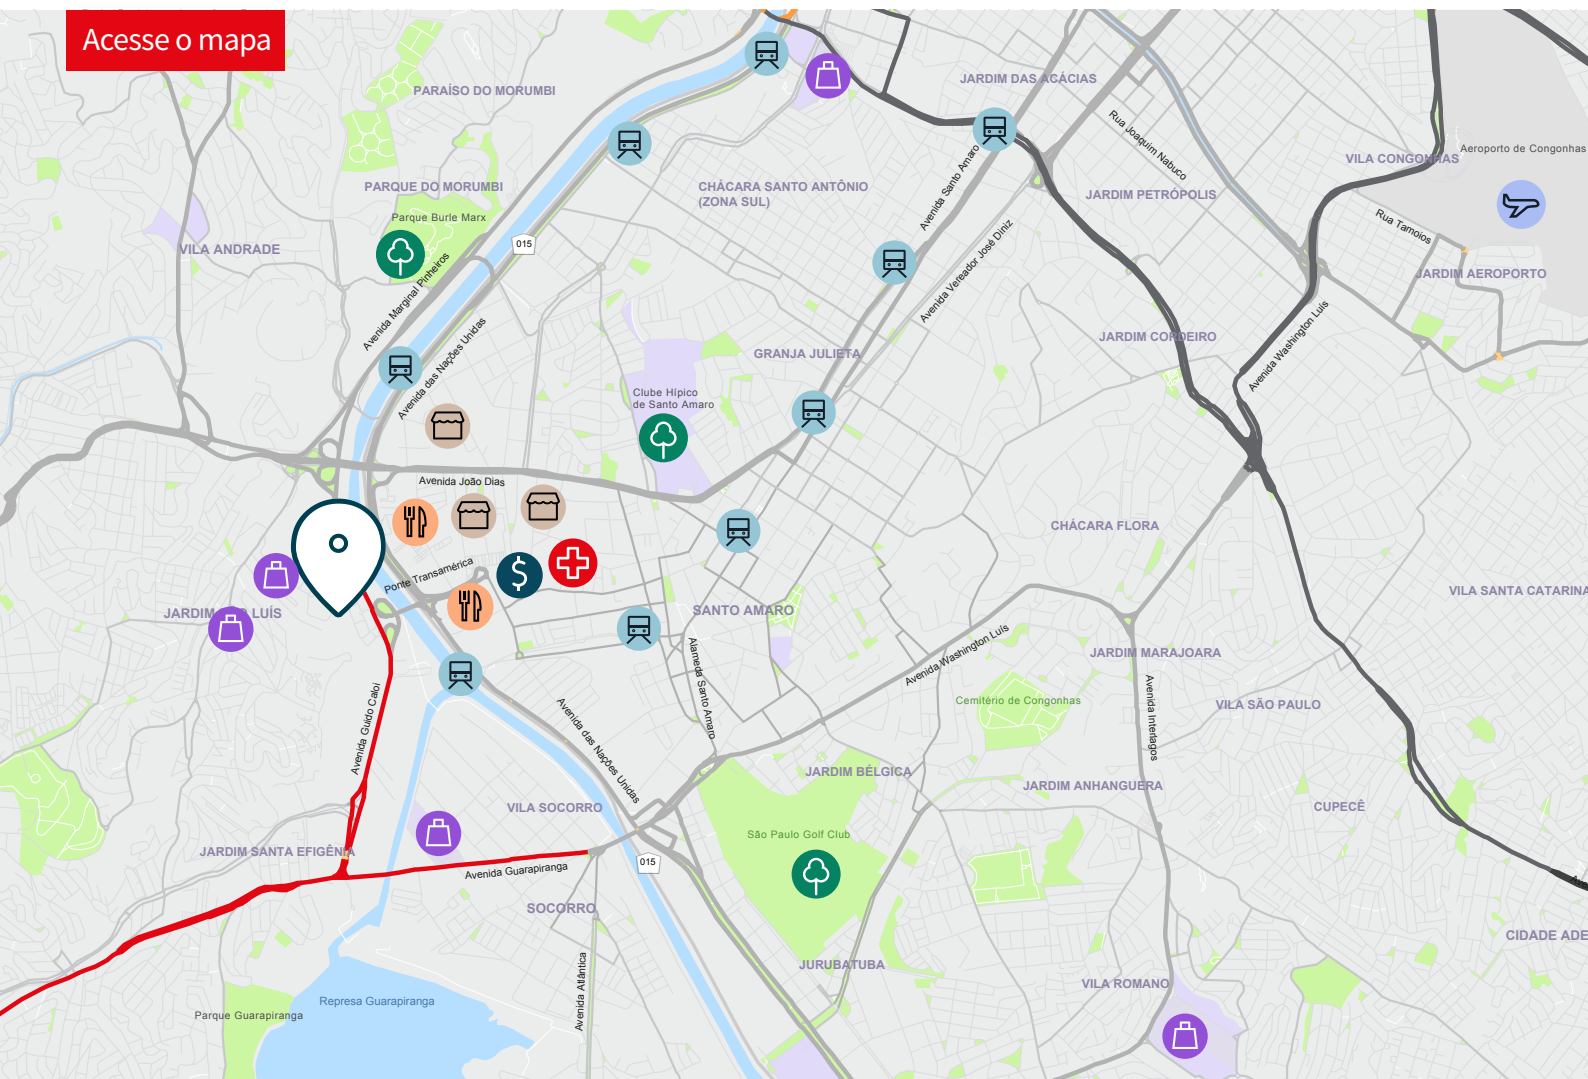 Acesse o mapa
JARDIM DAS ACÁCIAS
PARAÍSO DO MORUMBI
Rua Joaquim Nabuco
Aeroporto de Congonhas
VILA CONGONHAS
Avenida Santo Amaro
PARQUE DO MORUMBI
CHÁCARA SANTO ANTÔNIO
(ZONA SUL)
JARDIM PETRÓPOLIS
Parque Burle Marx
Rua Tamoios
015
VILA ANDRADE
Avenida Vereador José Diniz
JARDIM AEROPORTO
Avenida Marginal Pinheiros
JARDIM CORDEIRO
Avenida Washington Luís
GRANJA JULIETA
Avenida das Nações Unidas
Clube Hípico
de Santo Amaro
Avenida João Dias
CHÁCARA FLORA
Ponte Transamérica
VILA SANTA CATARINA
JARDIM LUÍS
SANTO AMARO
Avenida Washington Luís
JARDIM MARAJOARA
Alameda Santo Amaro
Cemitério de Congonhas
VILA SÃO PAULO
Avenida Interlagos
Avenida Guido Caloi
Avenida das Nações Unidas
JARDIM BÉLGICA
JARDIM ANHANGUERA
VILA SOCORRO
CUPECÊ
São Paulo Golf Club
JARDIM SANTA EFIGÊNIA
015
Avenida Guarapiranga
SOCORRO
CIDADE ADE
JURUBATUBA
VILA ROMANO
Avenida Atlântica
Represa Guarapiranga
Parque Guarapiranga